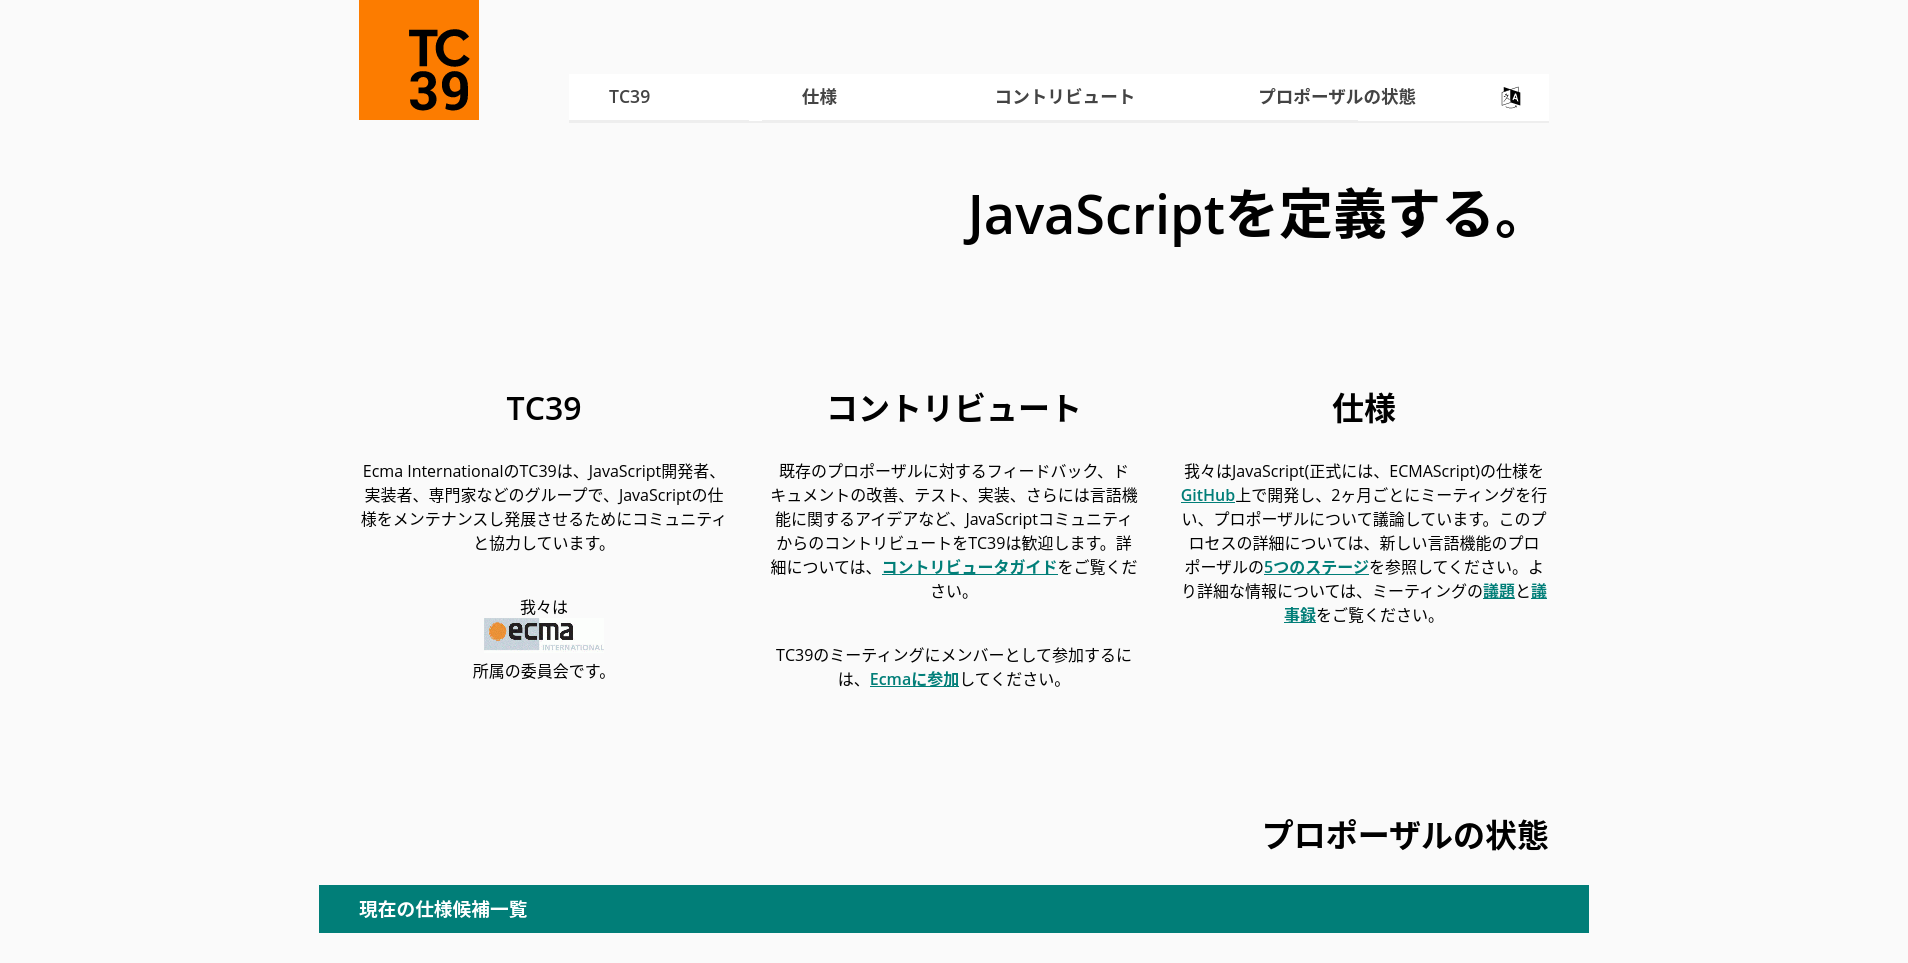 TC
39
TC39
仕様
コントリビュート
プロポーザルの状態
JavaScriptを定義する。
TC39
Ecma InternationalのTC39は、JavaScript開発者、
実装者、専門家などのグループで、JavaScriptの仕
様をメンテナンスし発展させるためにコミュニティ
と協力しています。
我々は
ecma
INTERNATIONAL
所属の委員会です。
コントリビュート
既存のプロポーザルに対するフィードバック、ド
キュメントの改善、テスト、実装、さらには言語機
能に関するアイデアなど、JavaScriptコミュニティ
からのコントリビュートをTC39は歓迎します。詳
細については、コントリビュータガイドをご覧くだ
さい。
TC39のミーティングにメンバーとして参加するに
は、Ecmaに参加してください。
仕様
我々はJavaScript(正式には、ECMAScript)の仕様を
GitHub上で開発し、2ヶ月ごとにミーティングを行
い、プロポーザルについて議論しています。このプ
ロセスの詳細については、新しい言語機能のプロ
ポーザルの5つのステージを参照してください。よ
り詳細な情報については、ミーティングの議題と議
事録をご覧ください。
プロポーザルの状態
現在の仕様候補一覧